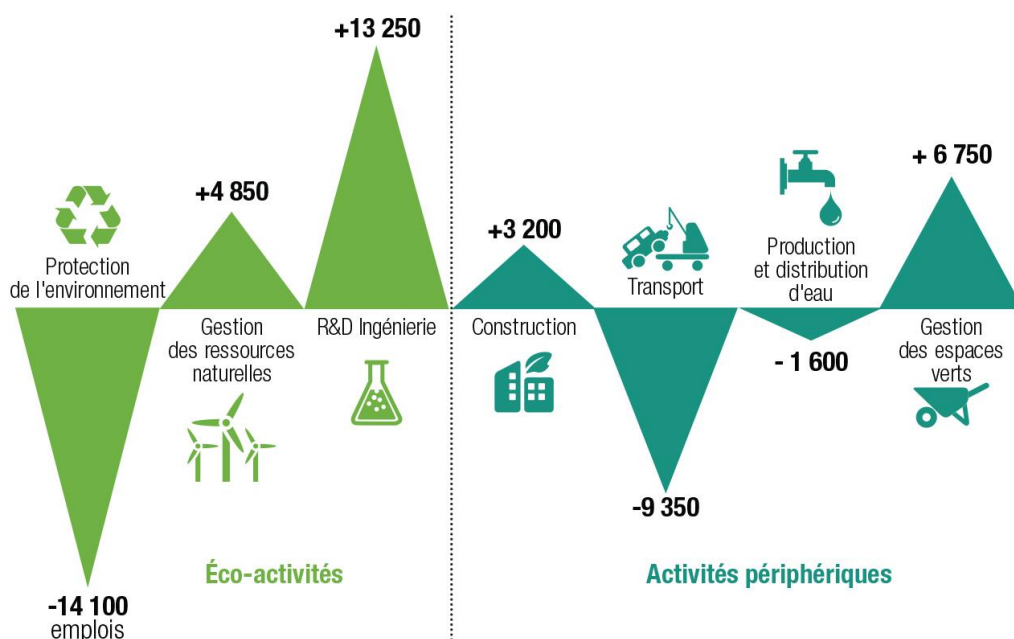 +13 250
+4 850
Protection
de l'environnement
Gestion
des ressources
naturelles
R&D Ingénierie
-14 100
emplois
Éco-activités
+3 200
Construction
Transport
-9 350
Production
et distribution
d'eau
- 1 600
+ 6 750
Gestion
des espaces
verts
Activités périphériques